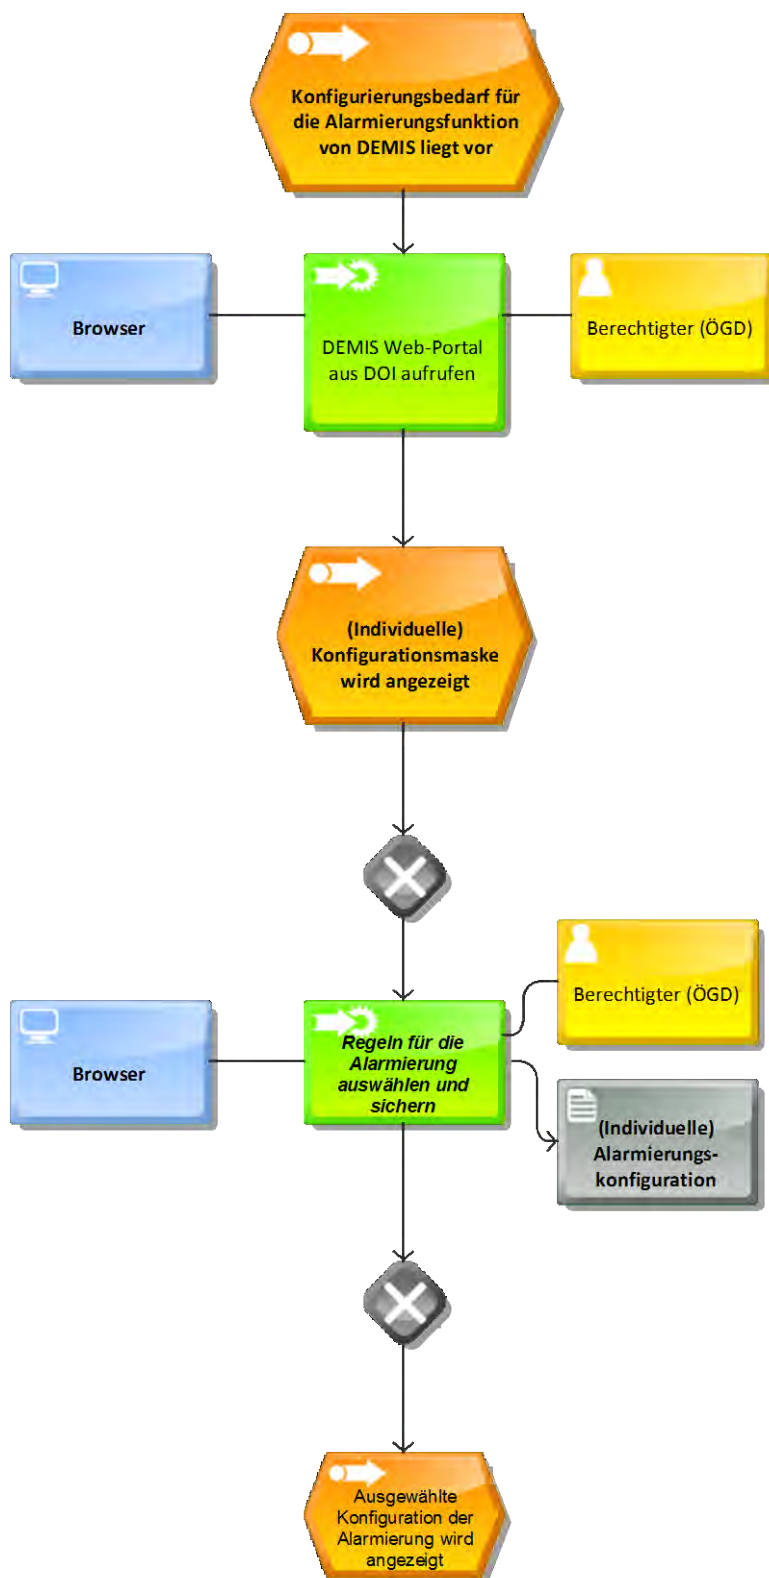 Konfigurierungsbedarf für
die Alarmierungsfunktion
von DEMIS liegt vor
Browser
DEMIS Web-Portal
aus DOI aufrufen
Berechtigter (ÖGD)
(Individuelle)
Konfigurationsmaske
wird angezeigt
Berechtigter (ÖGD)
Browser
Regeln für die
Alarmierung
auswählen und
sichern
(Individuelle)
Alarmierungs-
konfiguration
Ausgewählte
Konfiguration der
Alarmierung wird
angezeigt